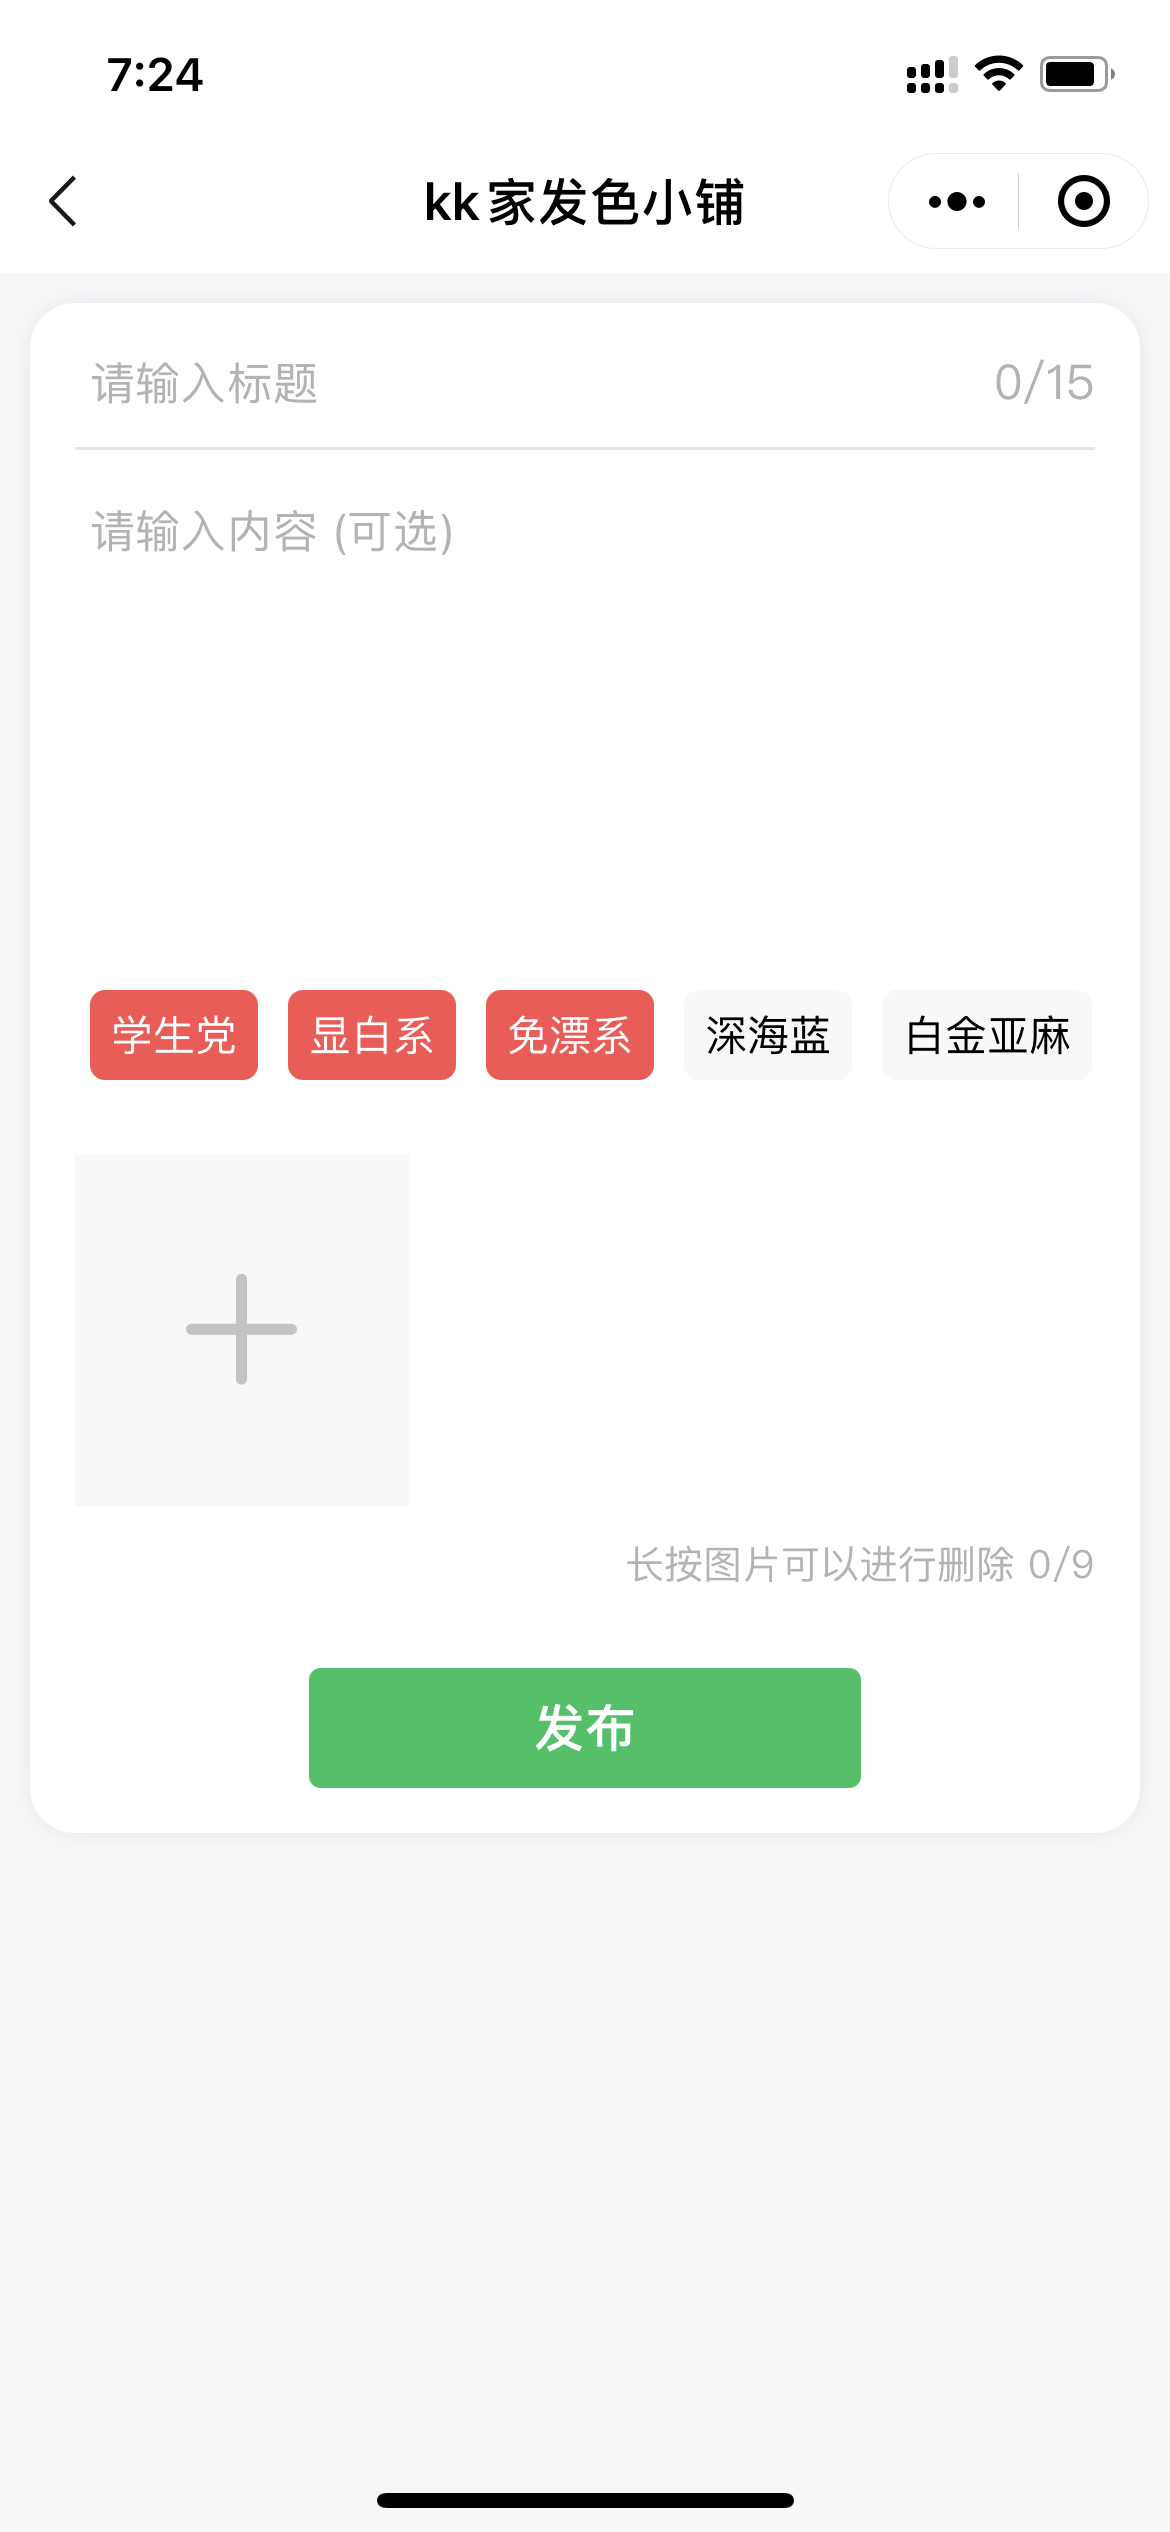 7:24
kk家发色小铺
请输入标题 0/15
请输入内容 (可选)
学生党 显白系 免漂系 深海蓝 白金亚麻
长按图片可以进行删除 0/9
发布